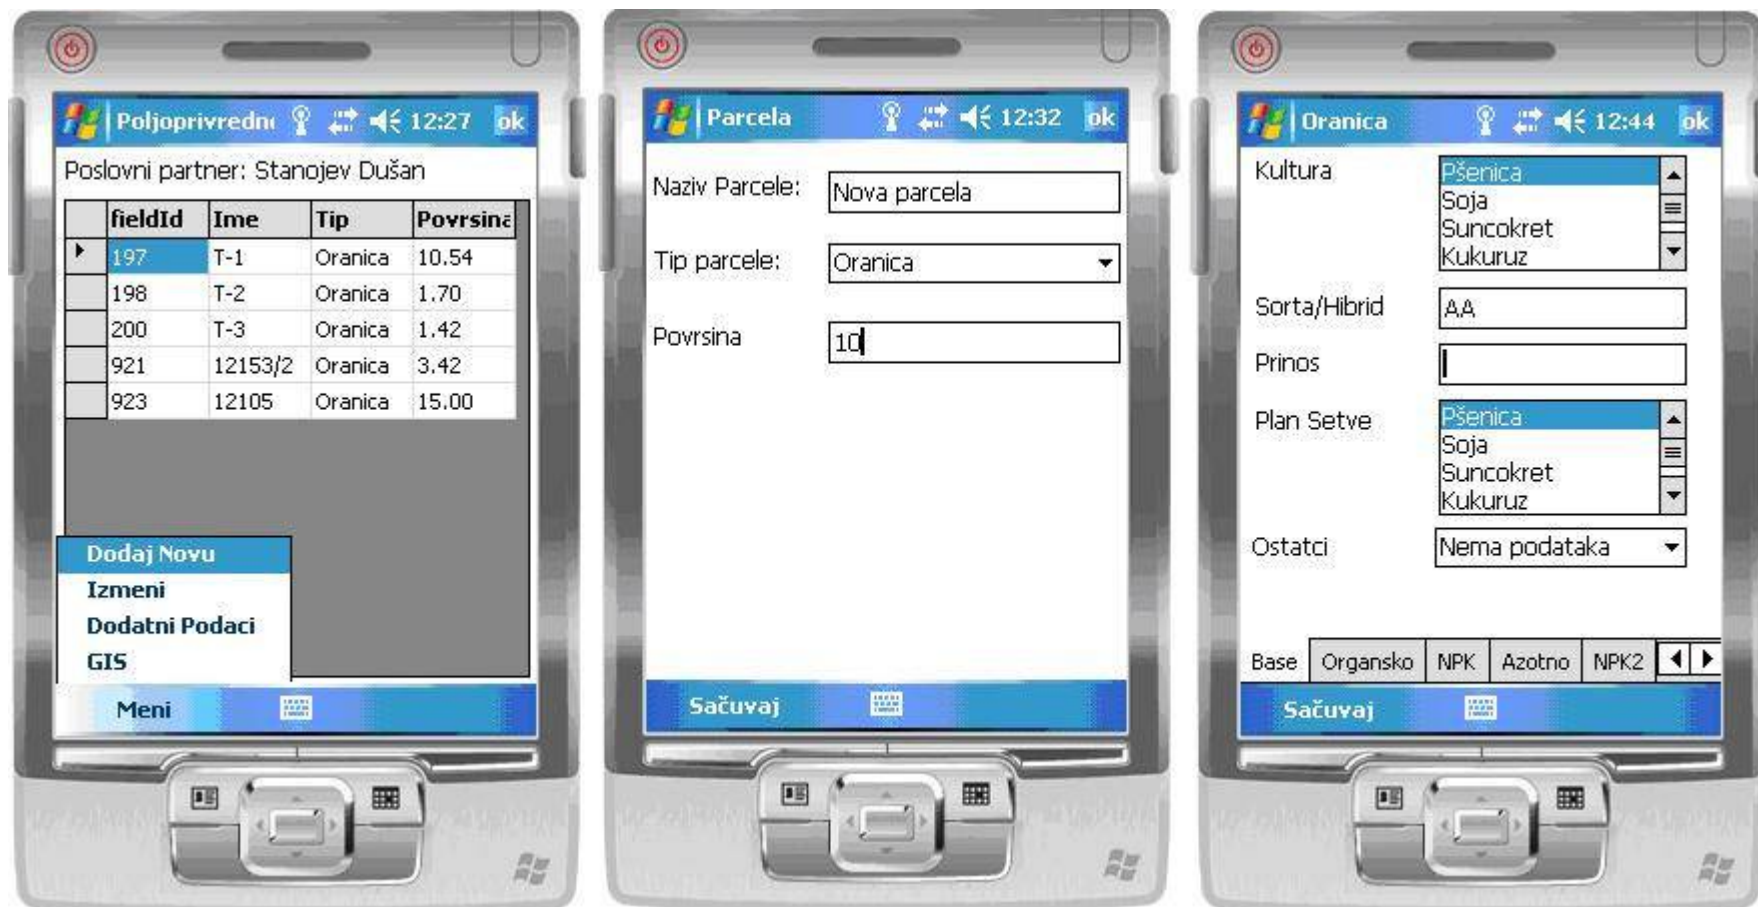 Poljoprivredn 12:27 ok
Poslovni partner: Stanojev Dušan
fieldId Ime Tip Povrsina
197 T-1 Oranica 10.54
198 T-2 Oranica 1.70
200 T-3 Oranica 1.42
921 12153/2 Oranica 3.42
923 12105 Oranica 15.00
Dodaj Novu
Izmeni
Dodatni Podaci
GIS
Meni
Parcela 12:32 ok
Naziv Parcele: Nova parcela
Tip parcele: Oranica
Povrsina 10
Sačuvaj
Oranica 12:44 ok
Kultura Pšenica
Soja
Suncokret
Kukuruz
Sorta/Hibrid AA
Prinos
Plan Setve Pšenica
Soja
Suncokret
Kukuruz
Ostatci Nema podataka
Base Organsko NPK Azotno NPK2
Sačuvaj